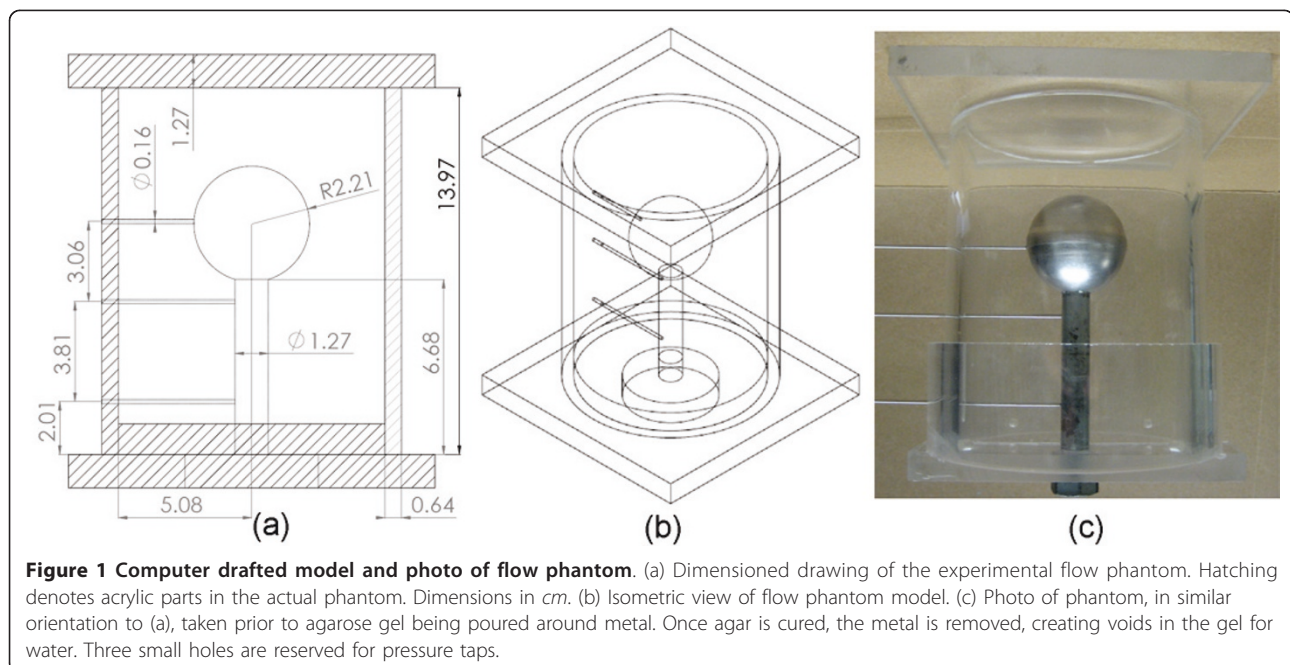 1.27
∅0.16
R2.21
13.97
3.06
3.81
∅1.27
6.68
2.01
5.08
0.64
(a)
(b)
(c)
Figure 1 Computer drafted model and photo of flow phantom. (a) Dimensioned drawing of the experimental flow phantom. Hatching
denotes acrylic parts in the actual phantom. Dimensions in cm. (b) Isometric view of flow phantom model. (c) Photo of phantom, in similar
orientation to (a), taken prior to agarose gel being poured around metal. Once agar is cured, the metal is removed, creating voids in the gel for
water. Three small holes are reserved for pressure taps.